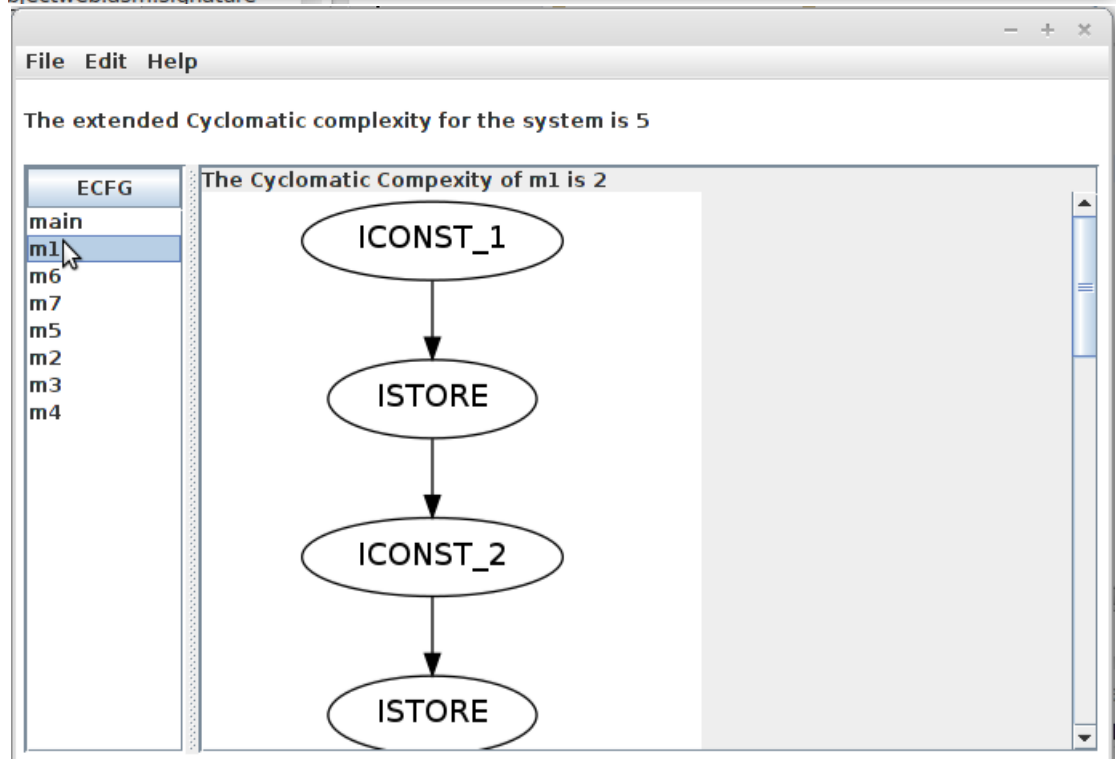 File Edit Help
The extended Cyclomatic complexity for the system is 5
ECFG
main
m1
m6
m7
m5
m2
m3
m4
The Cyclomatic Compexity of m1 is 2
ICONST_1
ISTORE
ICONST_2
ISTORE